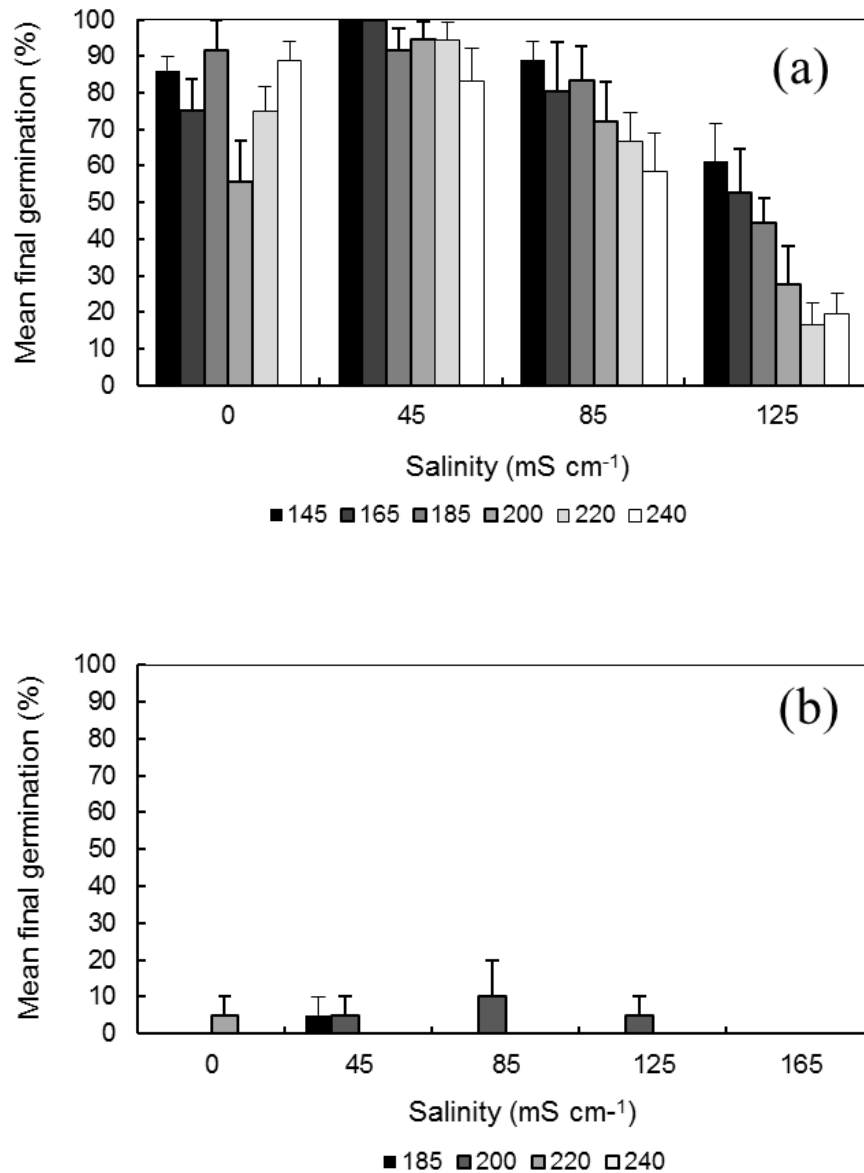 100
90
80
70
60
50
40
30
20
10
0
Mean final germination (%)
(a)
0 45 85 125
Salinity (mS cm⁻¹)
145 165 185 200 220 240
100
90
80
70
60
50
40
30
20
10
0
Mean final germination (%)
(b)
0 45 85 125 165
Salinity (mS cm-¹)
185 200 220 240